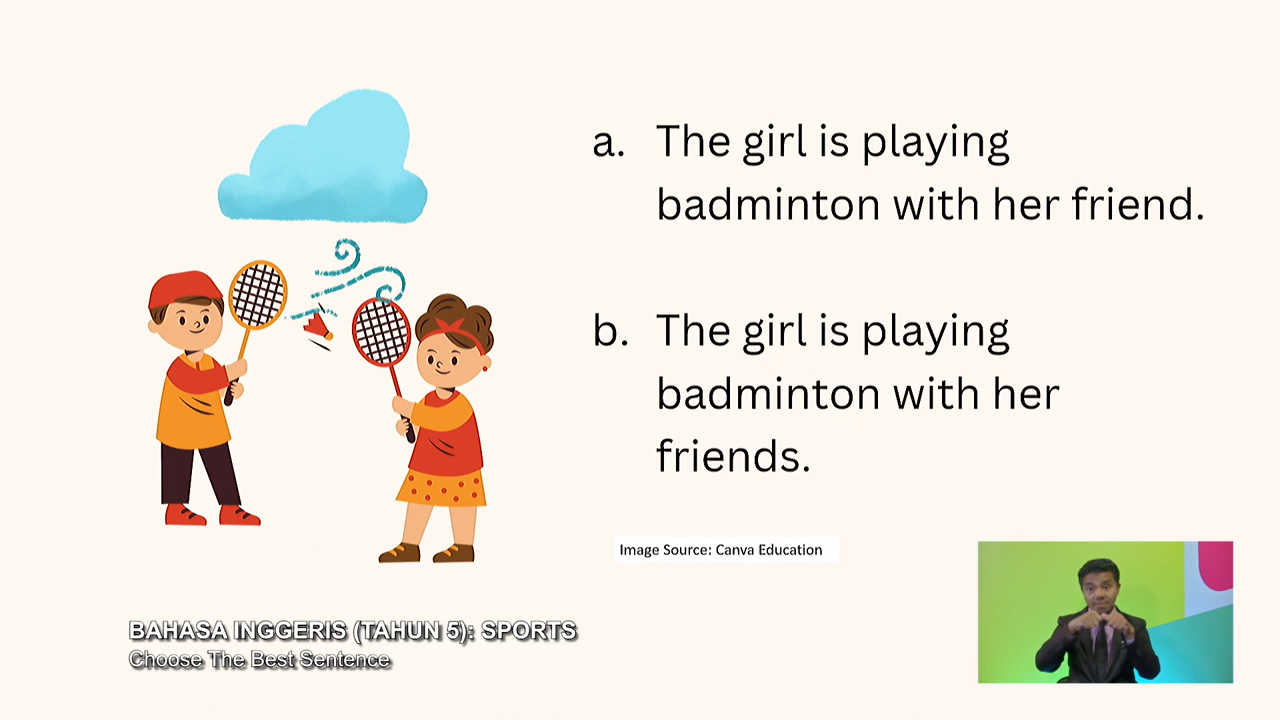 a. The girl is playing
badminton with her friend.
b. The girl is playing
badminton with her
friends.
Image Source: Canva Education
BAHASA INGGERIS (TAHUN 5): SPORTS
Choose The Best Sentence